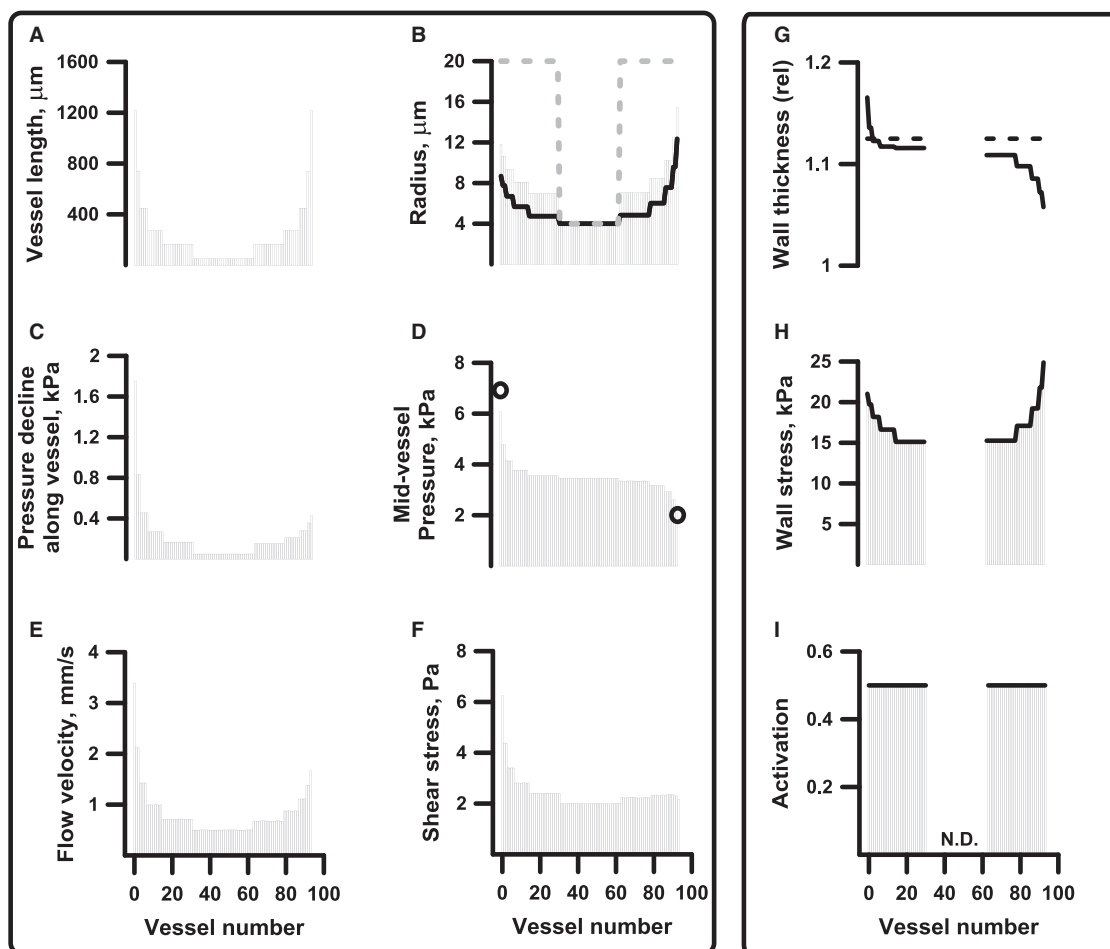 A
Vessel length, μm
1600
1200
800
400
B
Radius, μm
20
16
12
8
4
G
Wall thickness (rel)
1.2
1.1
1
C
Pressure decline
along vessel, kPa
2
1.6
1.2
0.8
0.4
D
Mid-vessel
Pressure, kPa
8
6
4
2
H
Wall stress, kPa
25
20
15
10
5
E
Flow velocity, mm/s
4
3
2
1
0 20 40 60 80 100
Vessel number
F
Shear stress, Pa
8
6
4
2
0 20 40 60 80 100
Vessel number
I
Activation
0.6
0.4
0.2
N.D.
0 20 40 60 80 100
Vessel number